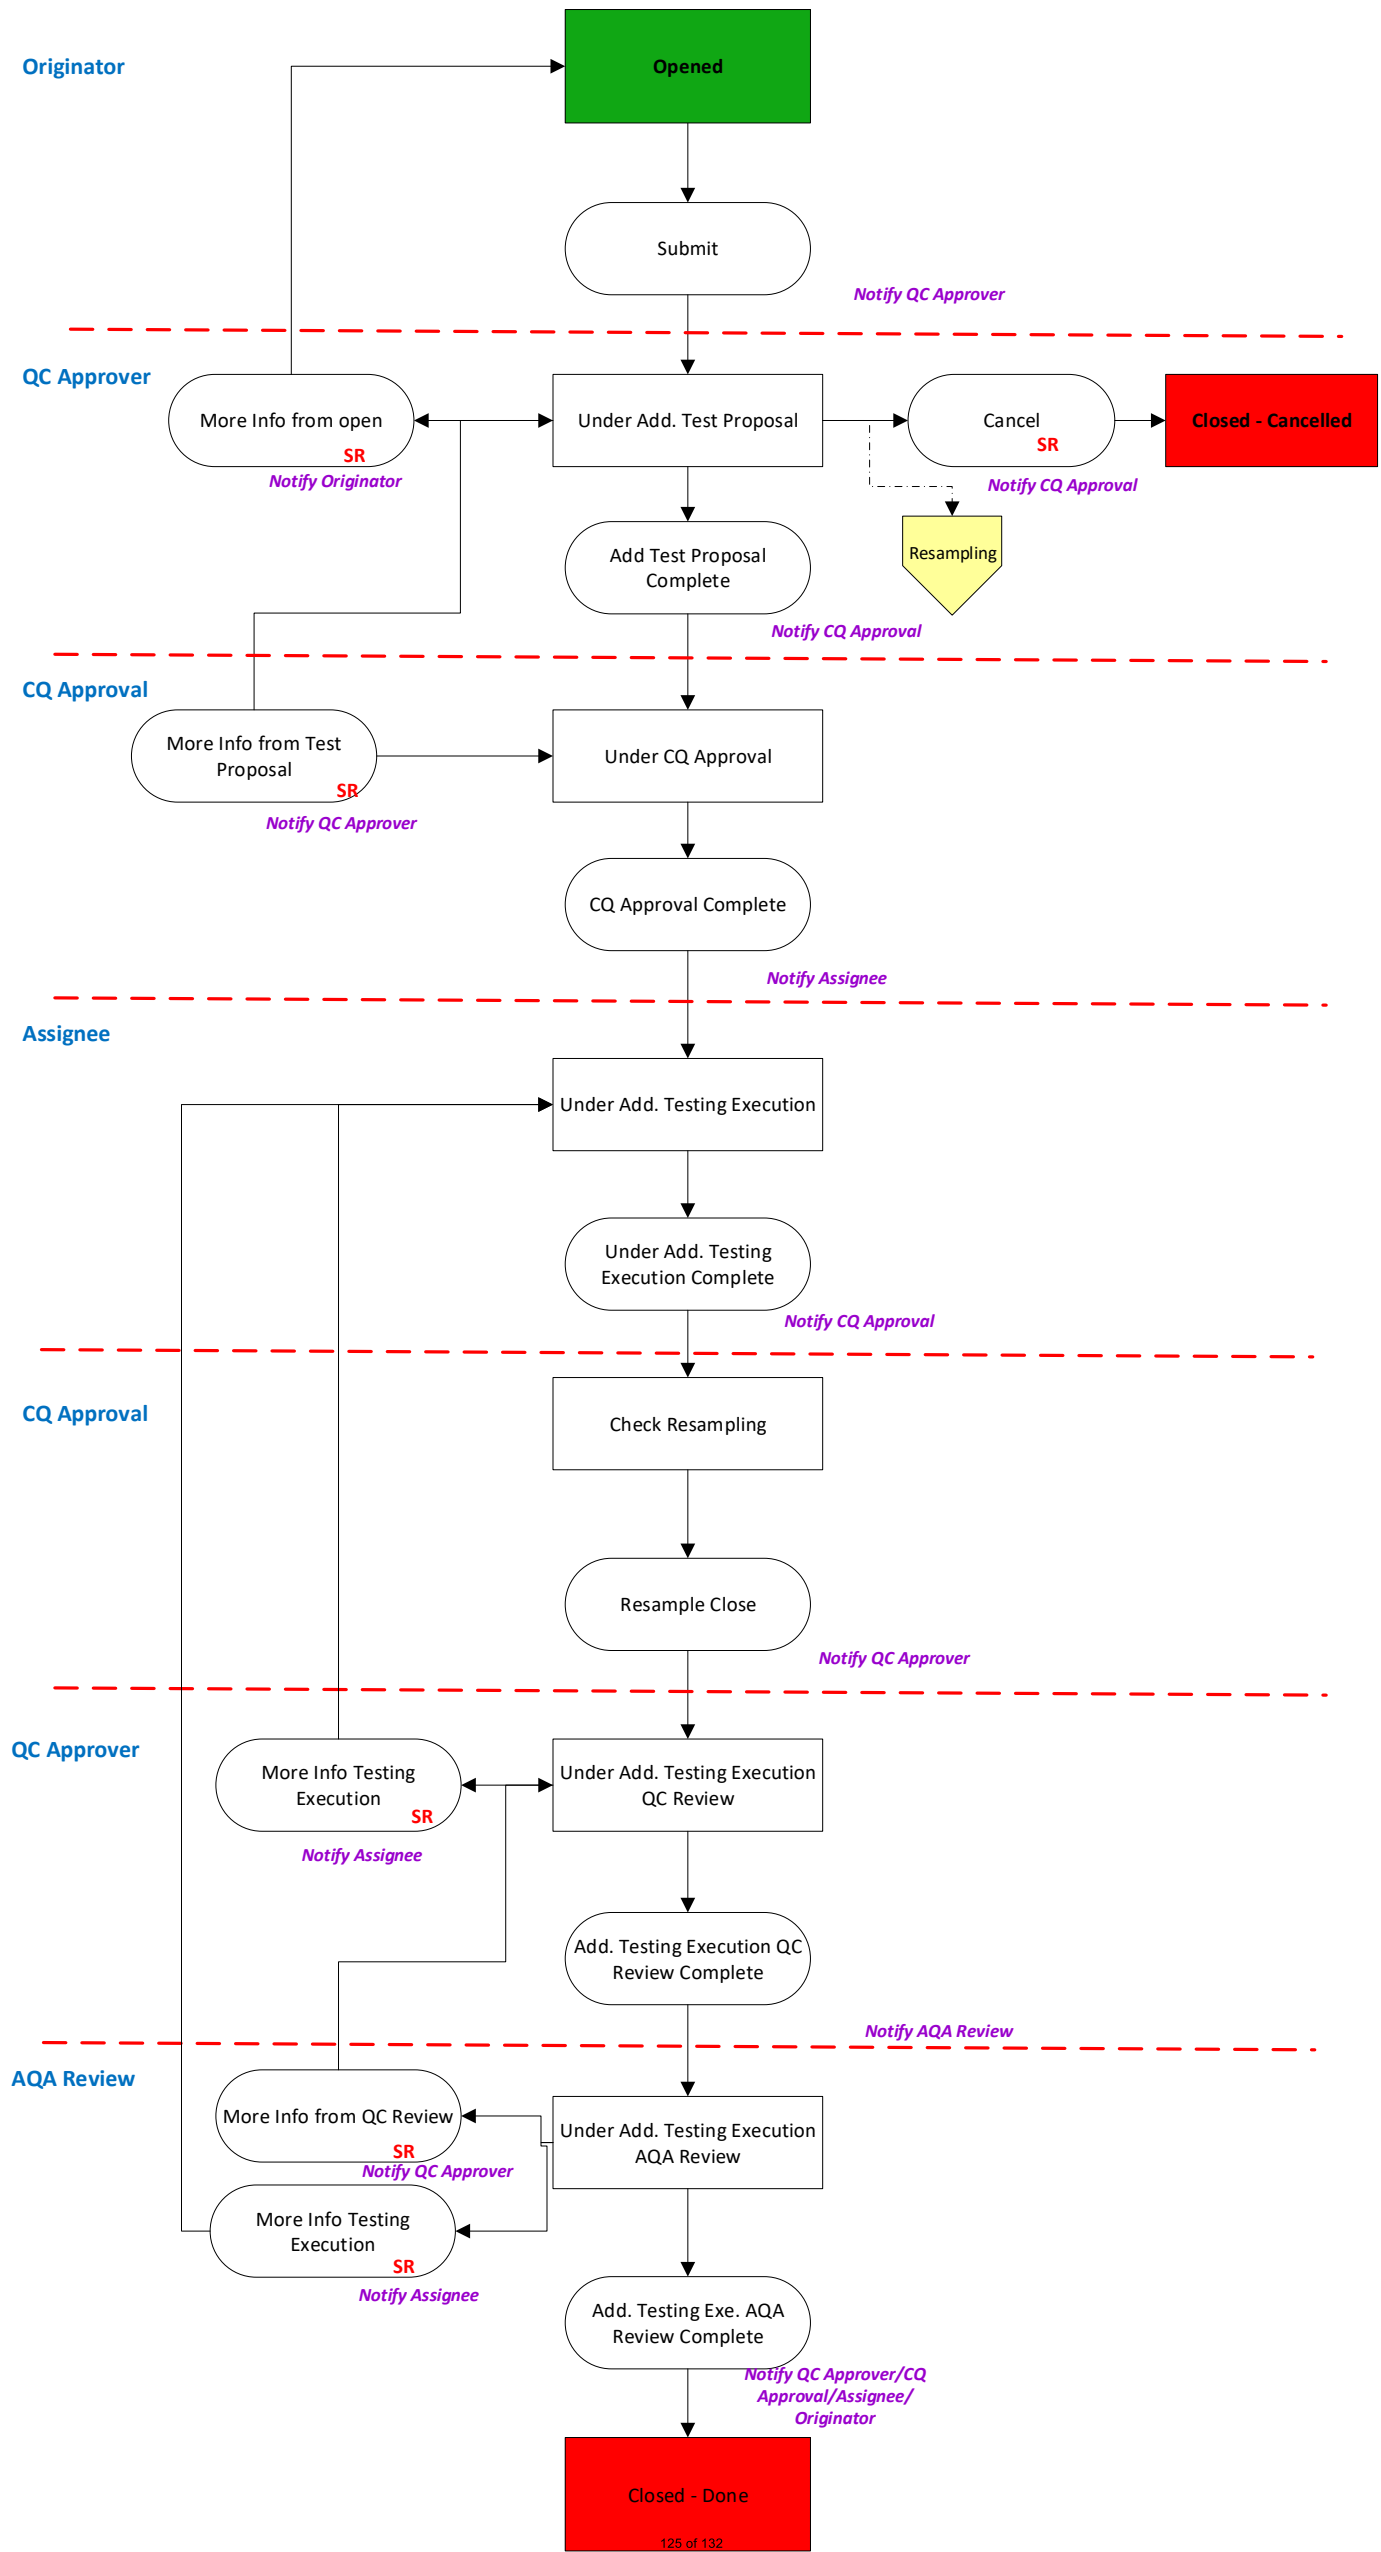 Originator
Opened
Submit
Notify QC Approver
QC Approver
More Info from open
SR
Notify Originator
Under Add. Test Proposal
Cancel
SR
Notify CQ Approval
Closed - Cancelled
Resampling
Add Test Proposal
Complete
Notify CQ Approval
CQ Approval
More Info from Test
Proposal
SR
Notify QC Approver
Under CQ Approval
CQ Approval Complete
Notify Assignee
Assignee
Under Add. Testing Execution
Under Add. Testing
Execution Complete
Notify CQ Approval
CQ Approval
Check Resampling
Resample Close
Notify QC Approver
QC Approver
More Info Testing
Execution
SR
Notify Assignee
Under Add. Testing Execution
QC Review
Add. Testing Execution QC
Review Complete
Notify AQA Review
AQA Review
More Info from QC Review
SR
Notify QC Approver
Under Add. Testing Execution
AQA Review
More Info Testing
Execution
SR
Notify Assignee
Add. Testing Exe. AQA
Review Complete
Notify QC Approver/CQ
Approval/Assignee/
Originator
Closed - Done
125 of 132